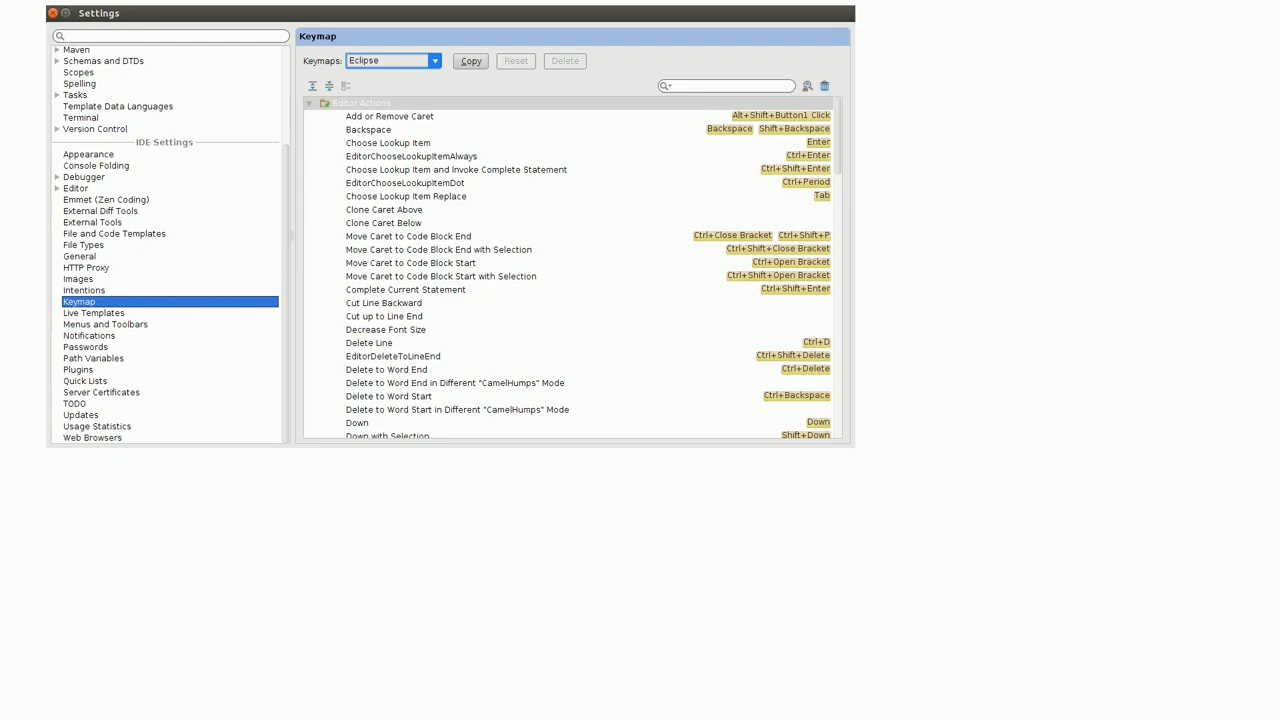 Settings
Maven
Schemas and DTDs
Scopes
Spelling
Tasks
Template Data Languages
Terminal
Version Control
IDE Settings
Appearance
Console Folding
Debugger
Editor
Emmet (Zen Coding)
External Diff Tools
External Tools
File and Code Templates
File Types
General
HTTP Proxy
Images
Intentions
Keymap
Live Templates
Menus and Toolbars
Notifications
Passwords
Path Variables
Plugins
Quick Lists
Server Certificates
TODO
Updates
Usage Statistics
Web Browsers
Keymap
Keymaps: Eclipse Copy Reset Delete
Editor Actions
Add or Remove Caret Alt+Shift+Button1 Click
Backspace Backspace Shift+Backspace
Choose Lookup Item Enter
EditorChooseLookupItemAlways Ctrl+Enter
Choose Lookup Item and Invoke Complete Statement Ctrl+Shift+Enter
EditorChooseLookupItemDot Ctrl+Period
Choose Lookup Item Replace Tab
Clone Caret Above
Clone Caret Below
Move Caret to Code Block End Ctrl+Close Bracket Ctrl+Shift+P
Move Caret to Code Block End with Selection Ctrl+Shift+Close Bracket
Move Caret to Code Block Start Ctrl+Open Bracket
Move Caret to Code Block Start with Selection Ctrl+Shift+Open Bracket
Complete Current Statement Ctrl+Shift+Enter
Cut Line Backward
Cut up to Line End
Decrease Font Size
Delete Line Ctrl+D
EditorDeleteToLineEnd Ctrl+Shift+Delete
Delete to Word End Ctrl+Delete
Delete to Word End in Different "CamelHumps" Mode
Delete to Word Start Ctrl+Backspace
Delete to Word Start in Different "CamelHumps" Mode
Down Down
Down with Selection Shift+Down